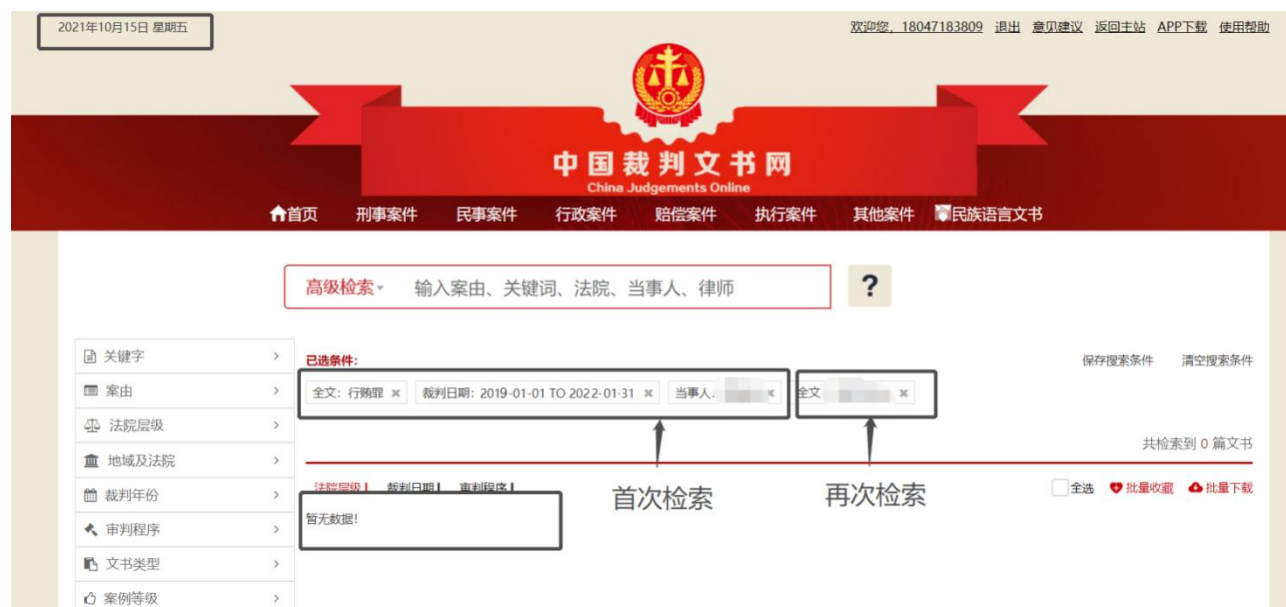 2021年10月15日 星期五
欢迎您，18047183809 退出 意见建议 返回主站 APP下载 使用帮助
中国裁判文书网
China Judgements Online
首页 刑事案件 民事案件 行政案件 赔偿案件 执行案件 其他案件 民族语言文书
高级检索 输入案由、关键词、法院、当事人、律师 ?
关键字
案由
法院层级
地域及法院
裁判年份
审判程序
文书类型
案例等级
已选条件: 保存搜索条件 清空搜索条件
全文：行贿罪 × 裁判日期：2019-01-01 TO 2022-01-31 × 当事人: × 全文 ×
共检索到 0 篇文书
法院层级 裁判日期 审判程序 全选 批量收藏 批量下载
首次检索 再次检索
暂无数据!